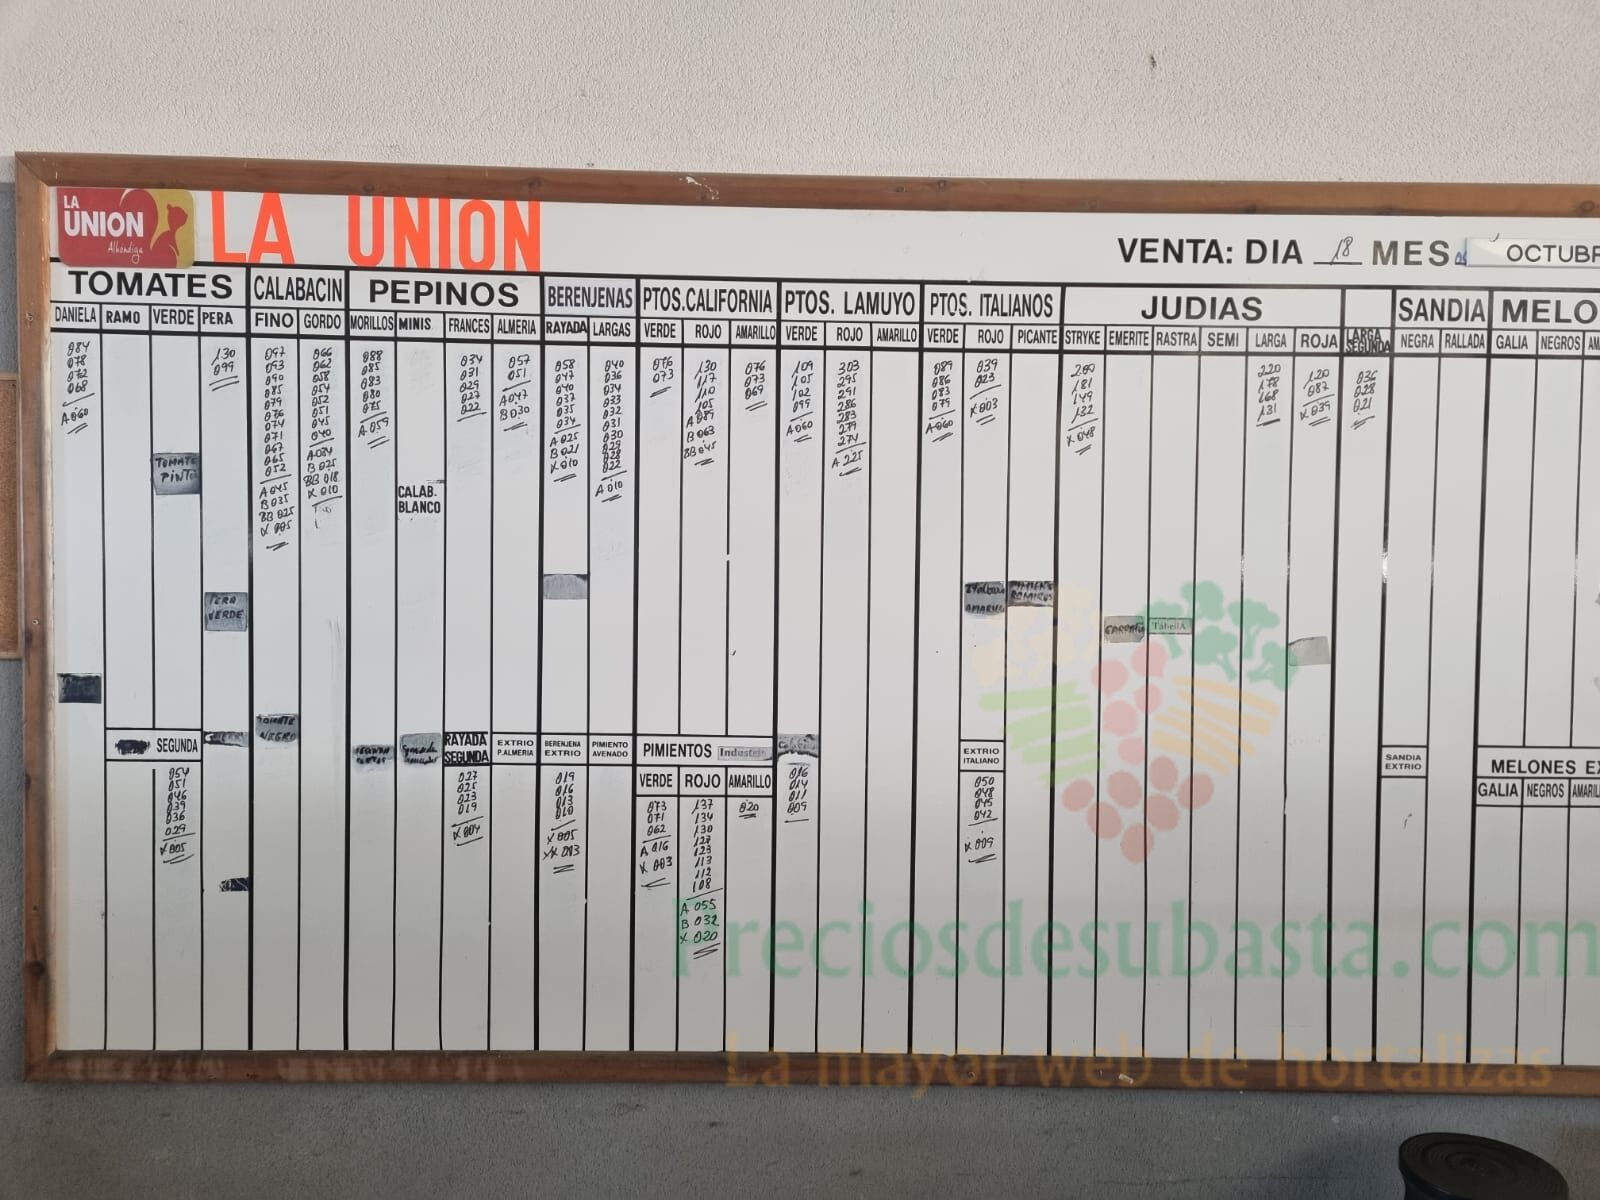 LA
UNION
Alhóndiga
LA UNION
VENTA: DIA 18 MES OCTUBR
TOMATES CALABACIN PEPINOS BERENJENAS PTOS.CALIFORNIA PTOS. LAMUYO PTOS. ITALIANOS JUDIAS SANDIA MELO
DANIELA RAMO VERDE PERA FINO GORDO MORILLOS MINIS FRANCES ALMERIA RAYADA LARGAS VERDE ROJO AMARILLO VERDE ROJO AMARILLO VERDE ROJO PICANTE STRYKE EMERITE RASTRA SEMI LARGA ROJA LARGA SEGUNDA NEGRA RALLADA GALIA NEGROS
084
078
072
068
A 060
130
099
097
093
090
085
079
076
074
071
067
065
052
A 045
B 035
BB 025
X 005
066
062
058
054
052
051
045
040
A 034
B 025
BB 018
X 010
088
085
083
080
075
A 059
034
031
029
027
022
057
051
A 047
B 030
058
047
040
037
035
034
A 025
B 021
X 010
040
036
034
033
032
031
030
029
028
022
A 010
076
073
130
117
110
105
A 089
B 063
BB 045
076
073
069
109
105
102
099
A 060
303
295
291
286
283
279
274
A 225
089
086
083
079
A 060
039
023
X 003
200
181
149
132
X 048
220
178
168
131
120
087
X 039
036
028
021
TOMATE
PINTON
CALAB.
BLANCO
PERA
VERDE
AMARILLO
PIMIENTO
TabellA
TOMATE
NEGRO
SEGUNDA
RAYADA
SEGUNDA
EXTRIO
P.ALMERIA
BERENJENA
EXTRIO
PIMIENTO
AVENADO
PIMIENTOS
VERDE ROJO AMARILLO
EXTRIO
ITALIANO
SANDIA
EXTRIO
MELONES EX
GALIA NEGROS AMARIL
054
051
046
039
036
029
X 005
027
025
023
019
X 004
019
016
013
010
X 005
XX 003
073
071
062
A 016
X 003
137
134
130
127
123
113
112
108
A 055
B 032
X 020
020
016
014
011
009
050
048
045
042
X 009
Preciosdesubasta.com
La mayor web de hortalizas